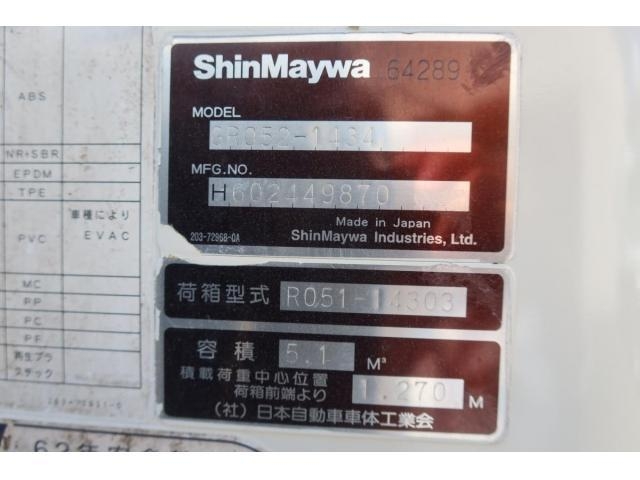 ABS
NR+SBR
EPDM
TPE
車種により
PVC EVAC
MC
PP
PC
PF
再生プラ
スチック
ShinMaywa 64289
MODEL
GR052-1434
MFG.NO.
H602449870
Made in Japan
203-72968-0A ShinMaywa Industries, Ltd.
荷箱型式 R051-14303
容積 5.1 M³
積載荷重中心位置
荷箱前端より 1.270 M
(社)日本自動車車体工業会